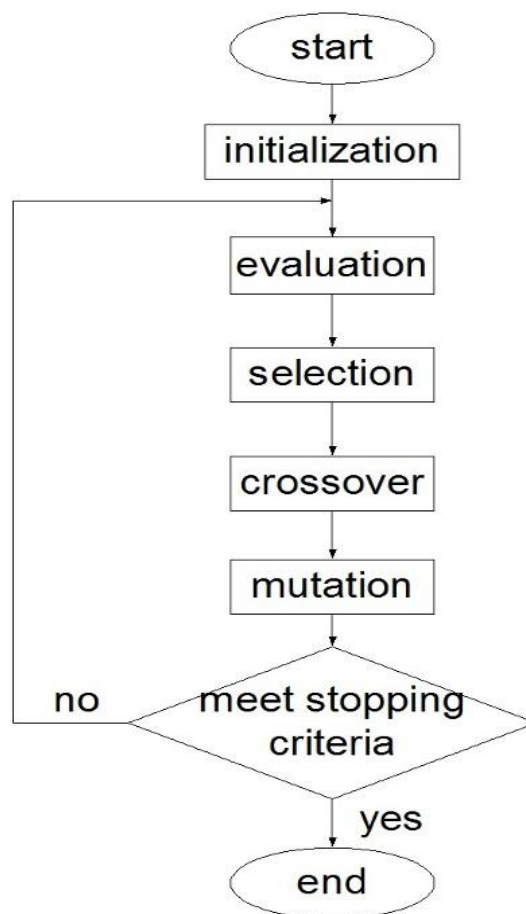 start
initialization
evaluation
selection
crossover
mutation
no
meet stopping
criteria
yes
end